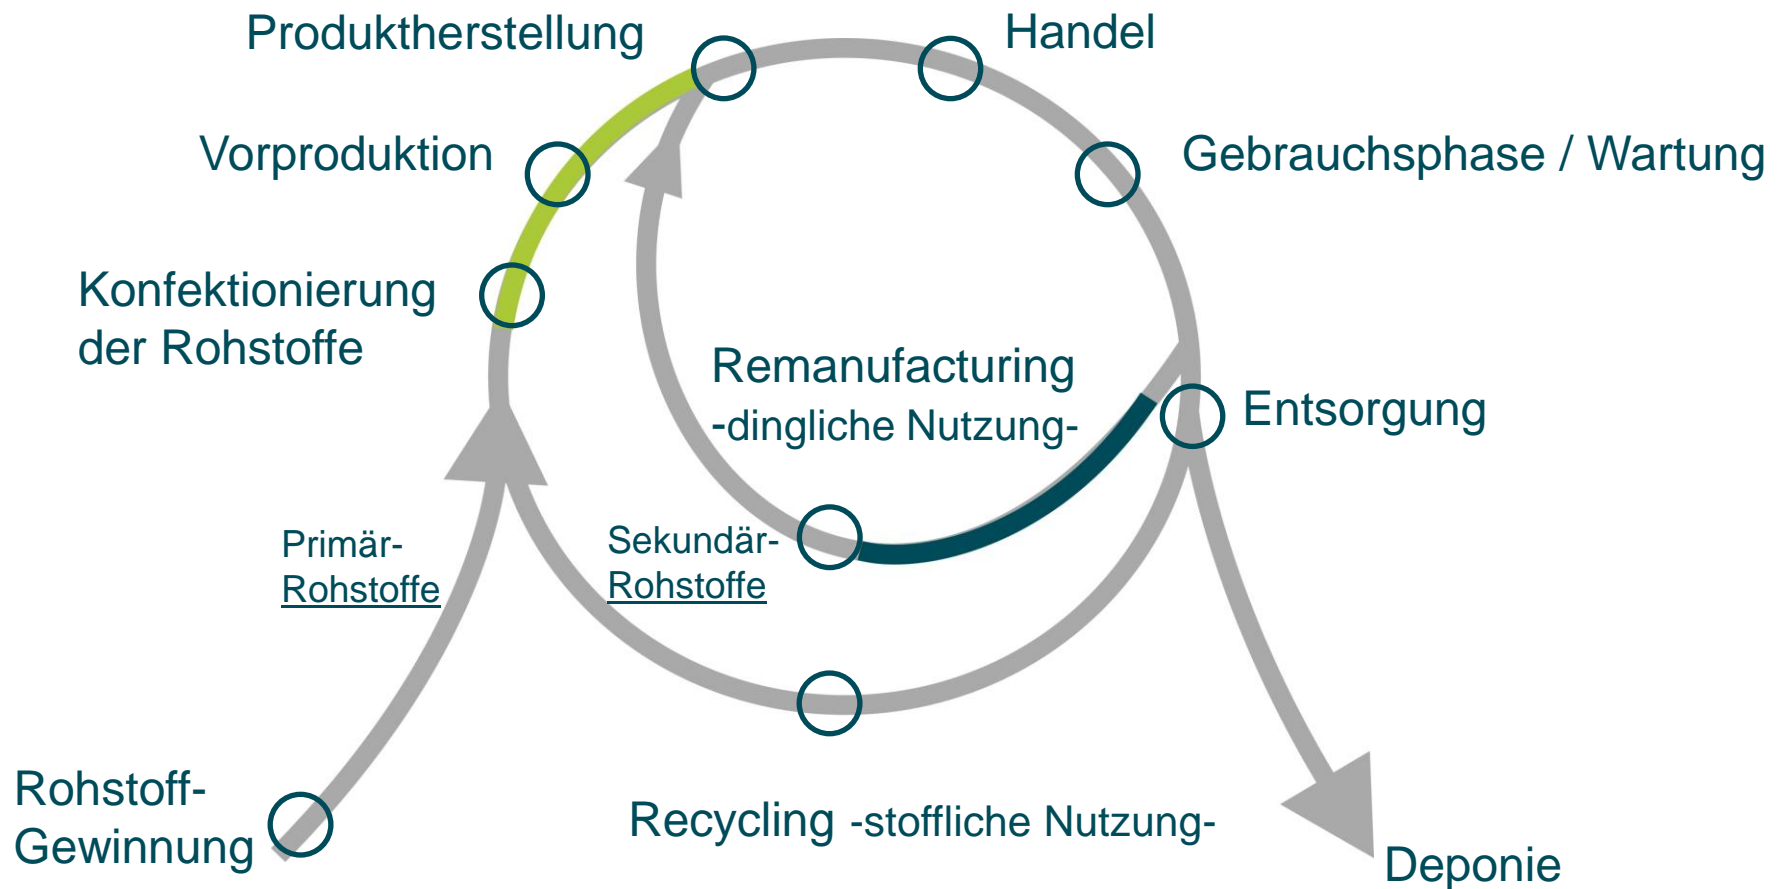 Produktherstellung
Handel
Vorproduktion
Gebrauchsphase / Wartung
Konfektionierung
der Rohstoffe
Remanufacturing
-dingliche Nutzung-
Entsorgung
Primär-
Rohstoffe
Sekundär-
Rohstoffe
Rohstoff-
Gewinnung
Recycling -stoffliche Nutzung-
Deponie